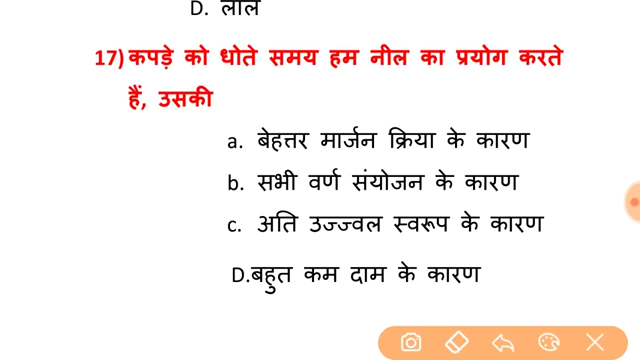 D. लाल
17) कपड़े को धोते समय हम नील का प्रयोग करते
हैं, उसकी
a. बेहत्तर मार्जन क्रिया के कारण
b. सभी वर्ण संयोजन के कारण
c. अति उज्ज्वल स्वरूप के कारण
D.बहुत कम दाम के कारण